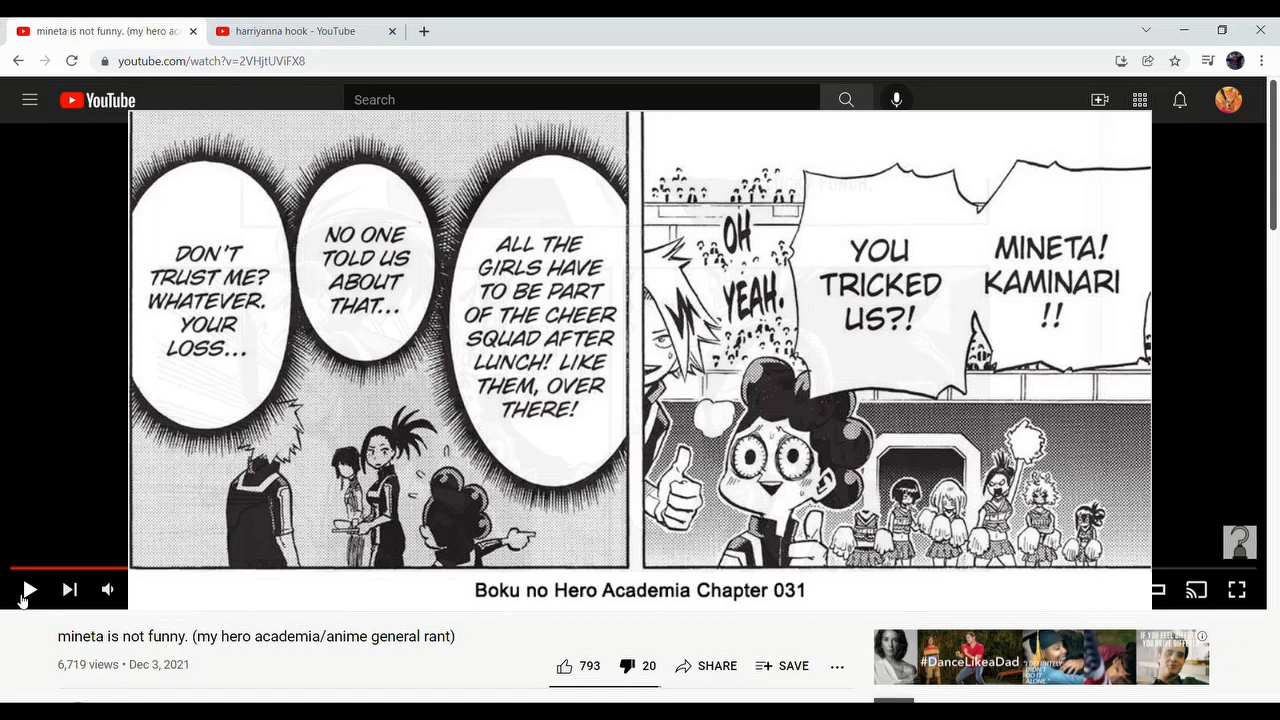 mineta is not funny. (my hero ac
harriyanna hook - YouTube
youtube.com/watch?v=2VHjtUViFX8
YouTube
Search
DON'T
TRUST ME?
WHATEVER.
YOUR
LOSS...
NO ONE
TOLD US
ABOUT
THAT...
ALL THE
GIRLS HAVE
TO BE PART
OF THE CHEER
SQUAD AFTER
LUNCH! LIKE
THEM, OVER
THERE!
OH
YEAH.
YOU
TRICKED
US?!
MINETA!
KAMINARI
!!
Boku no Hero Academia Chapter 031
mineta is not funny. (my hero academia/anime general rant)
6,719 views • Dec 3, 2021
793
20
SHARE
SAVE
#DanceLikeaDad